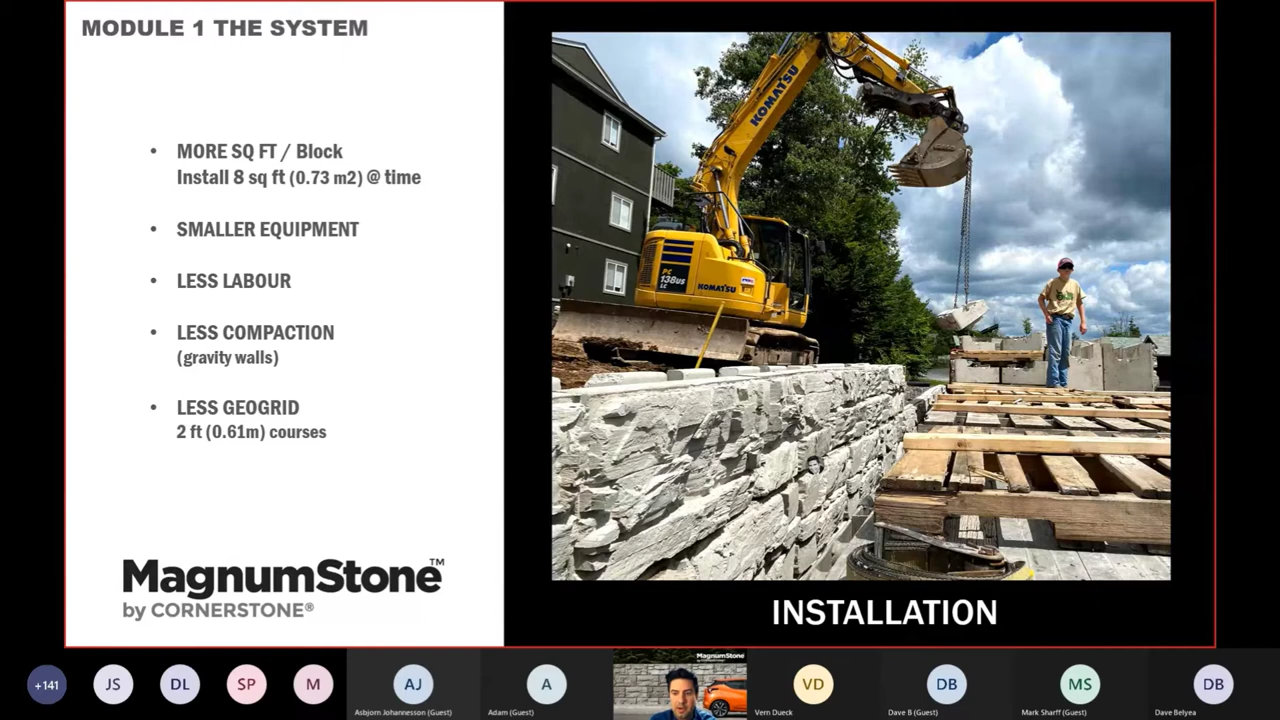 MODULE 1 THE SYSTEM
• MORE SQ FT / Block
Install 8 sq ft (0.73 m2) @ time
• SMALLER EQUIPMENT
• LESS LABOUR
• LESS COMPACTION
(gravity walls)
• LESS GEOGRID
2 ft (0.61m) courses
MagnumStone™
by CORNERSTONE®
KOMATSU
PC
138US
LC
KOMATSU
INSTALLATION
+141
JS
DL
SP
M
AJ
Asbjorn Johannesson (Guest)
A
Adam (Guest)
MagnumStone
by CORNERSTONE
VD
Vern Dueck
DB
Dave B (Guest)
MS
Mark Sharff (Guest)
DB
Dave Belyea